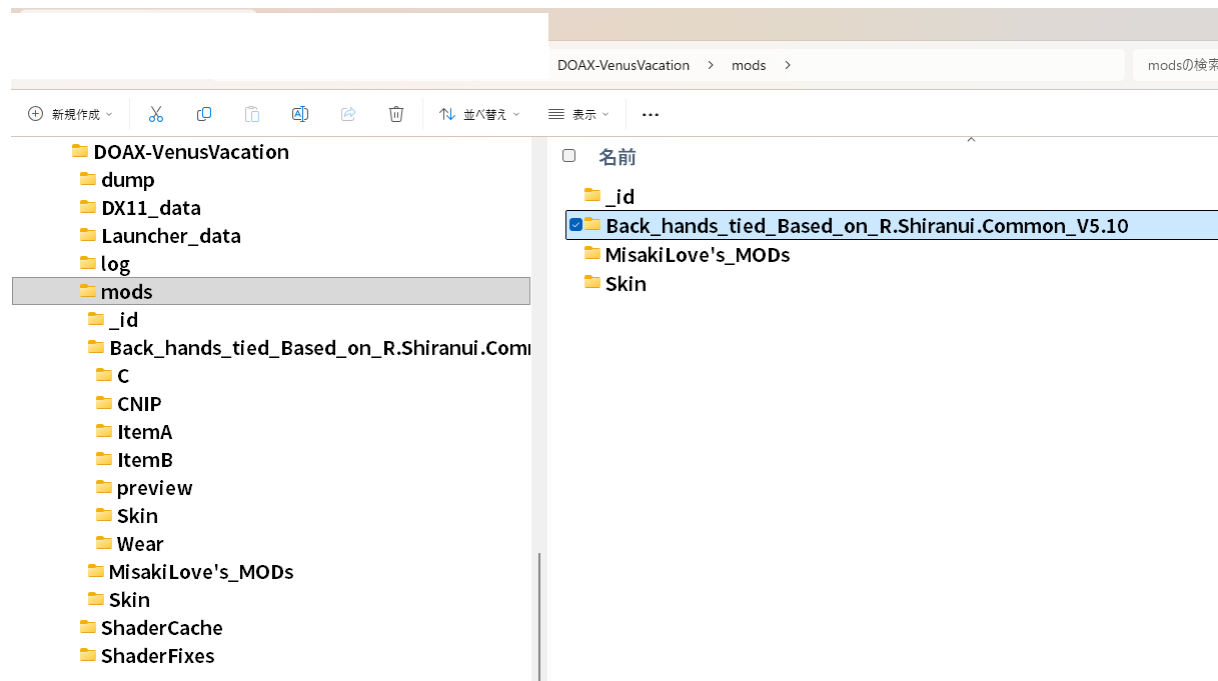 DOAX-VenusVacation > mods >
modsの検索
新規作成
並べ替え
表示
DOAX-VenusVacation
dump
DX11_data
Launcher_data
log
mods
_id
Back_hands_tied_Based_on_R.Shiranui.Com
C
CNIP
ItemA
ItemB
preview
Skin
Wear
MisakiLove's_MODs
Skin
ShaderCache
ShaderFixes
名前
_id
Back_hands_tied_Based_on_R.Shiranui.Common_V5.10
MisakiLove's_MODs
Skin